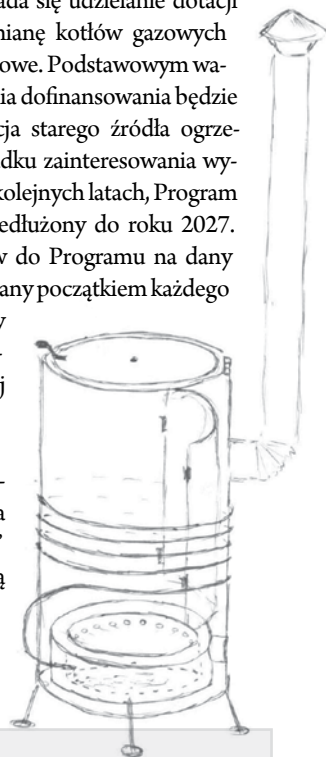 da się udzielanie dotacji
mianę kotłów gazowych
owe. Podstawowym wa-
ia dofinansowania będzie
cja starego źródła ogrze-
dku zainteresowania wy-
kolejnych latach, Program
edłużony do roku 2027.
w do Programu na dany
any początkiem każdego
y
-
j
-
a
ą